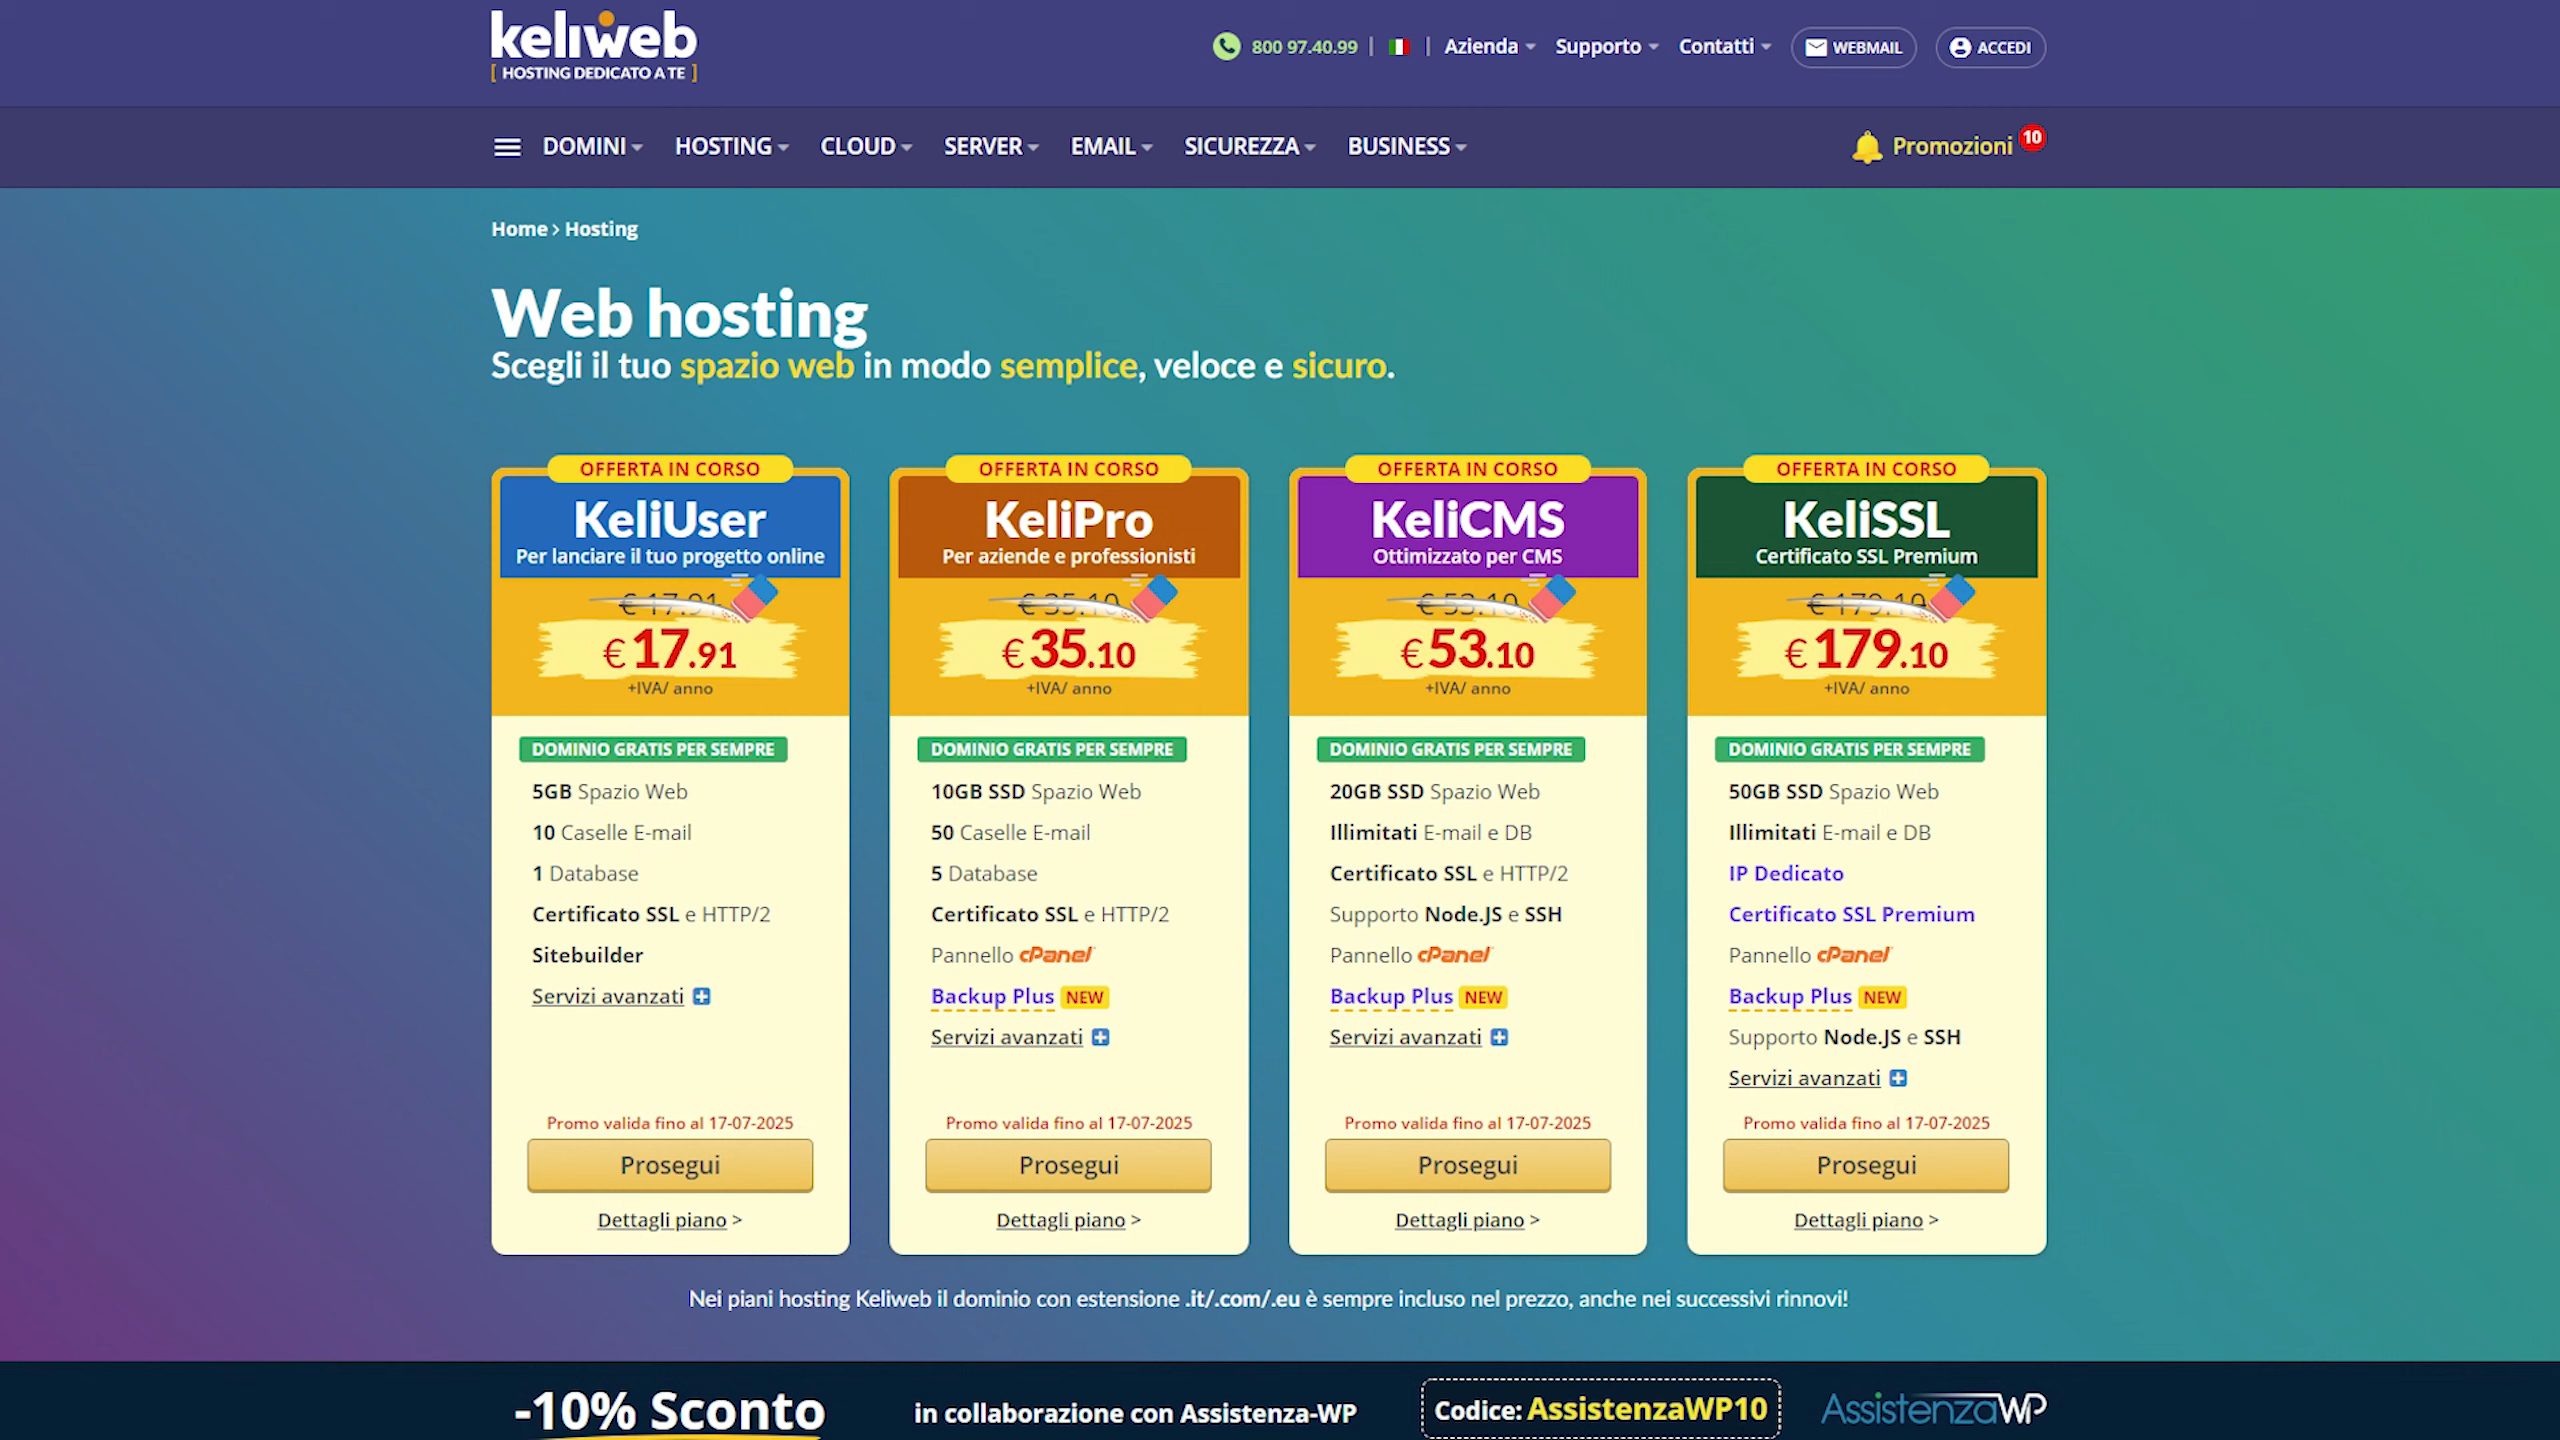 keliweb
[ HOSTING DEDICATO A TE ]
800 97.40.99 | | Azienda Supporto Contatti WEBMAIL ACCEDI
DOMINI HOSTING CLOUD SERVER EMAIL SICUREZZA BUSINESS Promozioni 10
Home > Hosting
Web hosting
Scegli il tuo spazio web in modo semplice, veloce e sicuro.
OFFERTA IN CORSO
KeliUser
Per lanciare il tuo progetto online
€ 17.91
€ 17.91
+IVA/ anno
DOMINIO GRATIS PER SEMPRE
5GB Spazio Web
10 Caselle E-mail
1 Database
Certificato SSL e HTTP/2
Sitebuilder
Servizi avanzati
Promo valida fino al 17-07-2025
Prosegui
Dettagli piano >
OFFERTA IN CORSO
KeliPro
Per aziende e professionisti
€ 35.10
€ 35.10
+IVA/ anno
DOMINIO GRATIS PER SEMPRE
10GB SSD Spazio Web
50 Caselle E-mail
5 Database
Certificato SSL e HTTP/2
Pannello cPanel
Backup Plus NEW
Servizi avanzati
Promo valida fino al 17-07-2025
Prosegui
Dettagli piano >
OFFERTA IN CORSO
KeliCMS
Ottimizzato per CMS
€ 53.10
€ 53.10
+IVA/ anno
DOMINIO GRATIS PER SEMPRE
20GB SSD Spazio Web
Illimitati E-mail e DB
Certificato SSL e HTTP/2
Supporto Node.JS e SSH
Pannello cPanel
Backup Plus NEW
Servizi avanzati
Promo valida fino al 17-07-2025
Prosegui
Dettagli piano >
OFFERTA IN CORSO
KeliSSL
Certificato SSL Premium
€ 179.10
€ 179.10
+IVA/ anno
DOMINIO GRATIS PER SEMPRE
50GB SSD Spazio Web
Illimitati E-mail e DB
IP Dedicato
Certificato SSL Premium
Pannello cPanel
Backup Plus NEW
Supporto Node.JS e SSH
Servizi avanzati
Promo valida fino al 17-07-2025
Prosegui
Dettagli piano >
Nei piani hosting Keliweb il dominio con estensione .it/.com/.eu è sempre incluso nel prezzo, anche nei successivi rinnovi!
-10% Sconto in collaborazione con Assistenza-WP Codice: AssistenzaWP10 AssistenzaWP